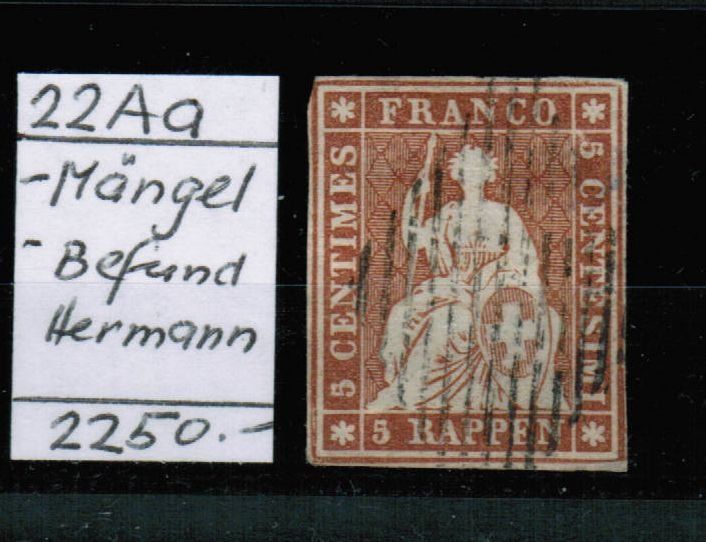 22Aa
- Mängel
- Befund
Hermann
2250.-
FRANCO
5 CENTIMES
5 CENTESIMI
5 RAPPEN